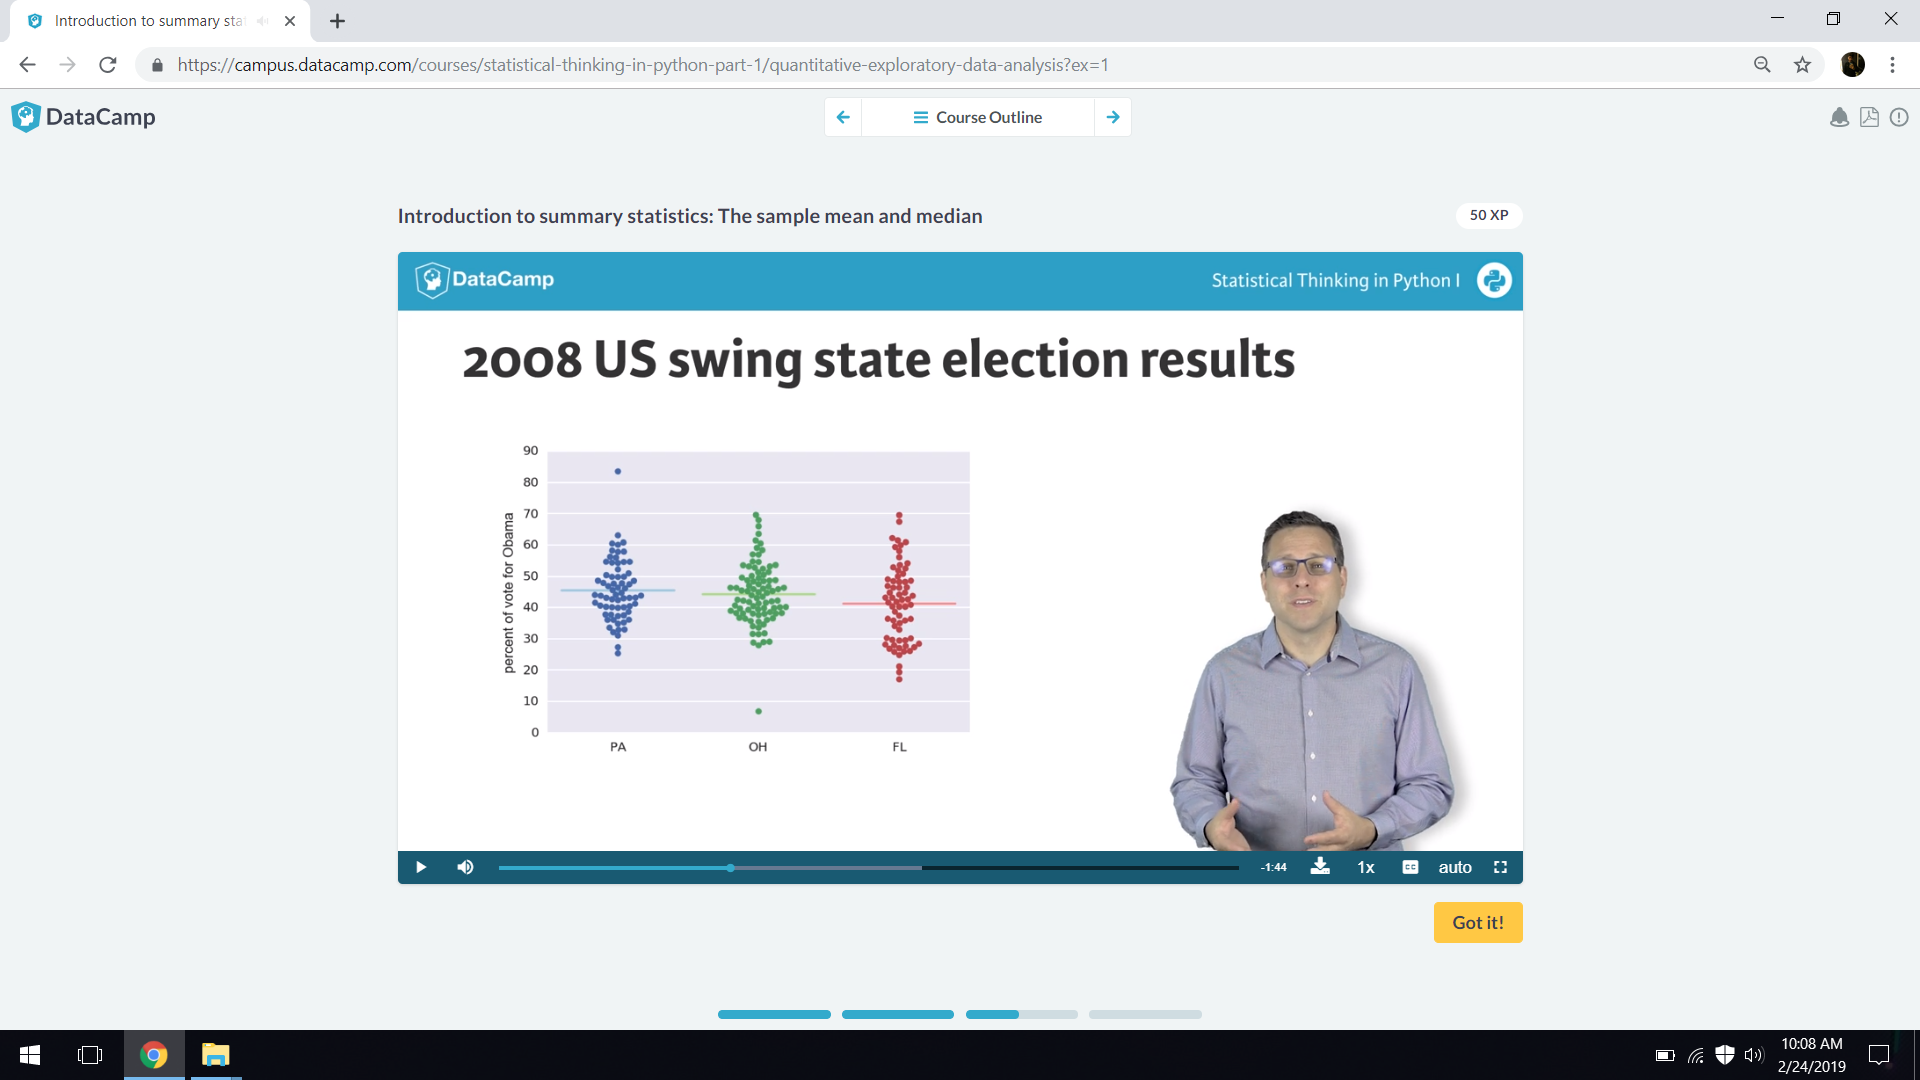 Introduction to summary sta
https://campus.datacamp.com/courses/statistical-thinking-in-python-part-1/quantitative-exploratory-data-analysis?ex=1
DataCamp
Course Outline
Introduction to summary statistics: The sample mean and median
50 XP
DataCamp
Statistical Thinking in Python I
2008 US swing state election results
percent of vote for Obama
90
80
70
60
50
40
30
20
10
0
PA OH FL
-1:44
1x
CC
auto
Got it!
10:08 AM
2/24/2019